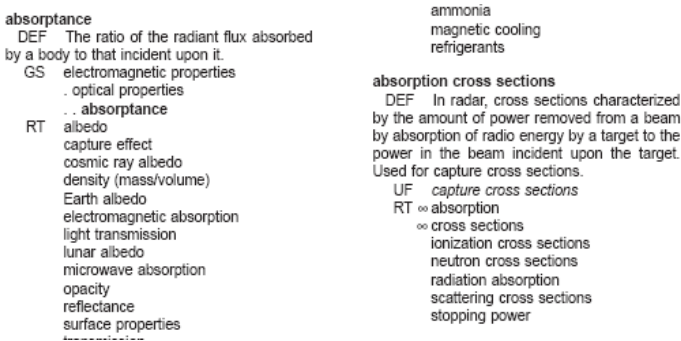 absorptance
DEF The ratio of the radiant flux absorbed
by a body to that incident upon it.
GS electromagnetic properties
. optical properties
. . absorptance
RT albedo
capture effect
cosmic ray albedo
density (mass/volume)
Earth albedo
electromagnetic absorption
light transmission
lunar albedo
microwave absorption
opacity
reflectance
surface properties
ammonia
magnetic cooling
refrigerants
absorption cross sections
DEF In radar, cross sections characterized
by the amount of power removed from a beam
by absorption of radio energy by a target to the
power in the beam incident upon the target.
Used for capture cross sections.
UF capture cross sections
RT ∞ absorption
∞ cross sections
ionization cross sections
neutron cross sections
radiation absorption
scattering cross sections
stopping power